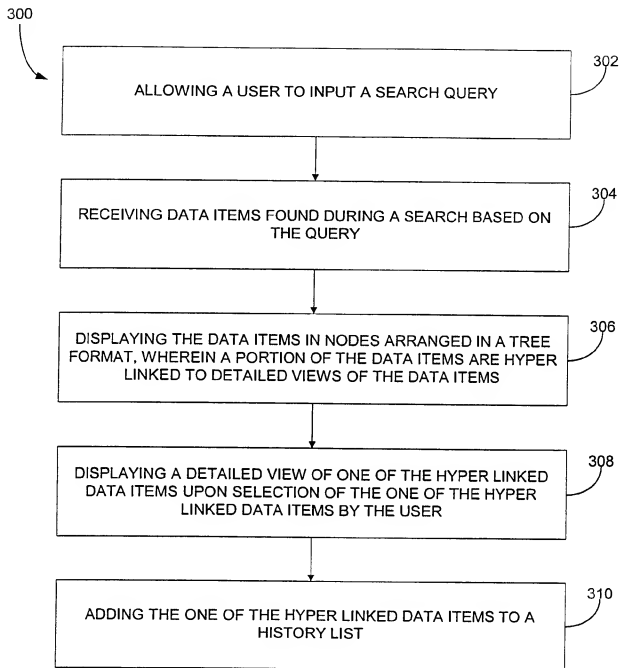 300
302
ALLOWING A USER TO INPUT A SEARCH QUERY
304
RECEIVING DATA ITEMS FOUND DURING A SEARCH BASED ON
THE QUERY
306
DISPLAYING THE DATA ITEMS IN NODES ARRANGED IN A TREE
FORMAT, WHEREIN A PORTION OF THE DATA ITEMS ARE HYPER
LINKED TO DETAILED VIEWS OF THE DATA ITEMS
308
DISPLAYING A DETAILED VIEW OF ONE OF THE HYPER LINKED
DATA ITEMS UPON SELECTION OF THE ONE OF THE HYPER
LINKED DATA ITEMS BY THE USER
310
ADDING THE ONE OF THE HYPER LINKED DATA ITEMS TO A
HISTORY LIST